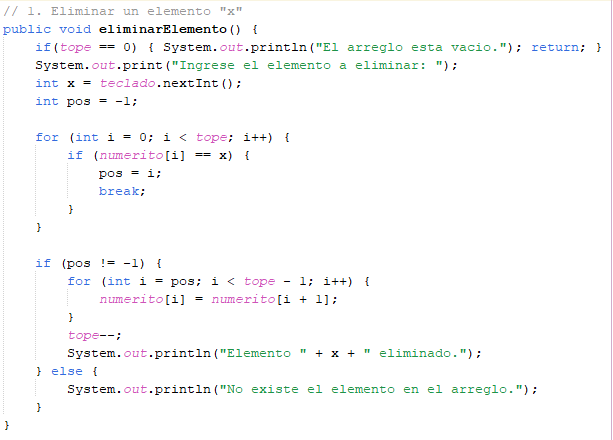 // 1. Eliminar un elemento "x"
public void eliminarElemento() {
    if(tope == 0) { System.out.println("El arreglo esta vacio."); return; }
    System.out.print("Ingrese el elemento a eliminar: ");
    int x = teclado.nextInt();
    int pos = -1;

    for (int i = 0; i < tope; i++) {
        if (numerito[i] == x) {
            pos = i;
            break;
        }
    }

    if (pos != -1) {
        for (int i = pos; i < tope - 1; i++) {
            numerito[i] = numerito[i + 1];
        }
        tope--;
        System.out.println("Elemento " + x + " eliminado.");
    } else {
        System.out.println("No existe el elemento en el arreglo.");
    }
}